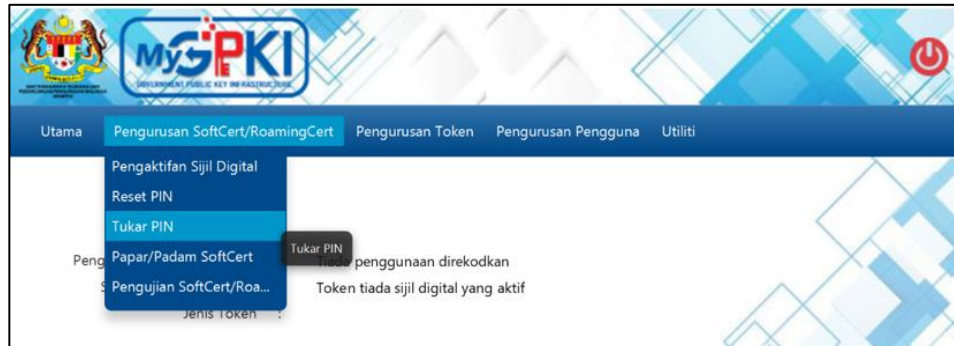 MyGPKI
GOVERNMENT PUBLIC KEY INFRASTRUCTURE
Utama Pengurusan SoftCert/RoamingCert Pengurusan Token Pengurusan Pengguna Utiliti
Pengaktifan Sijil Digital
Reset PIN
Tukar PIN
Tukar PIN
Peng Papar/Padam SoftCert Tiada penggunaan direkodkan
S Pengujian SoftCert/Roa... Token tiada sijil digital yang aktif
Jenis Token :